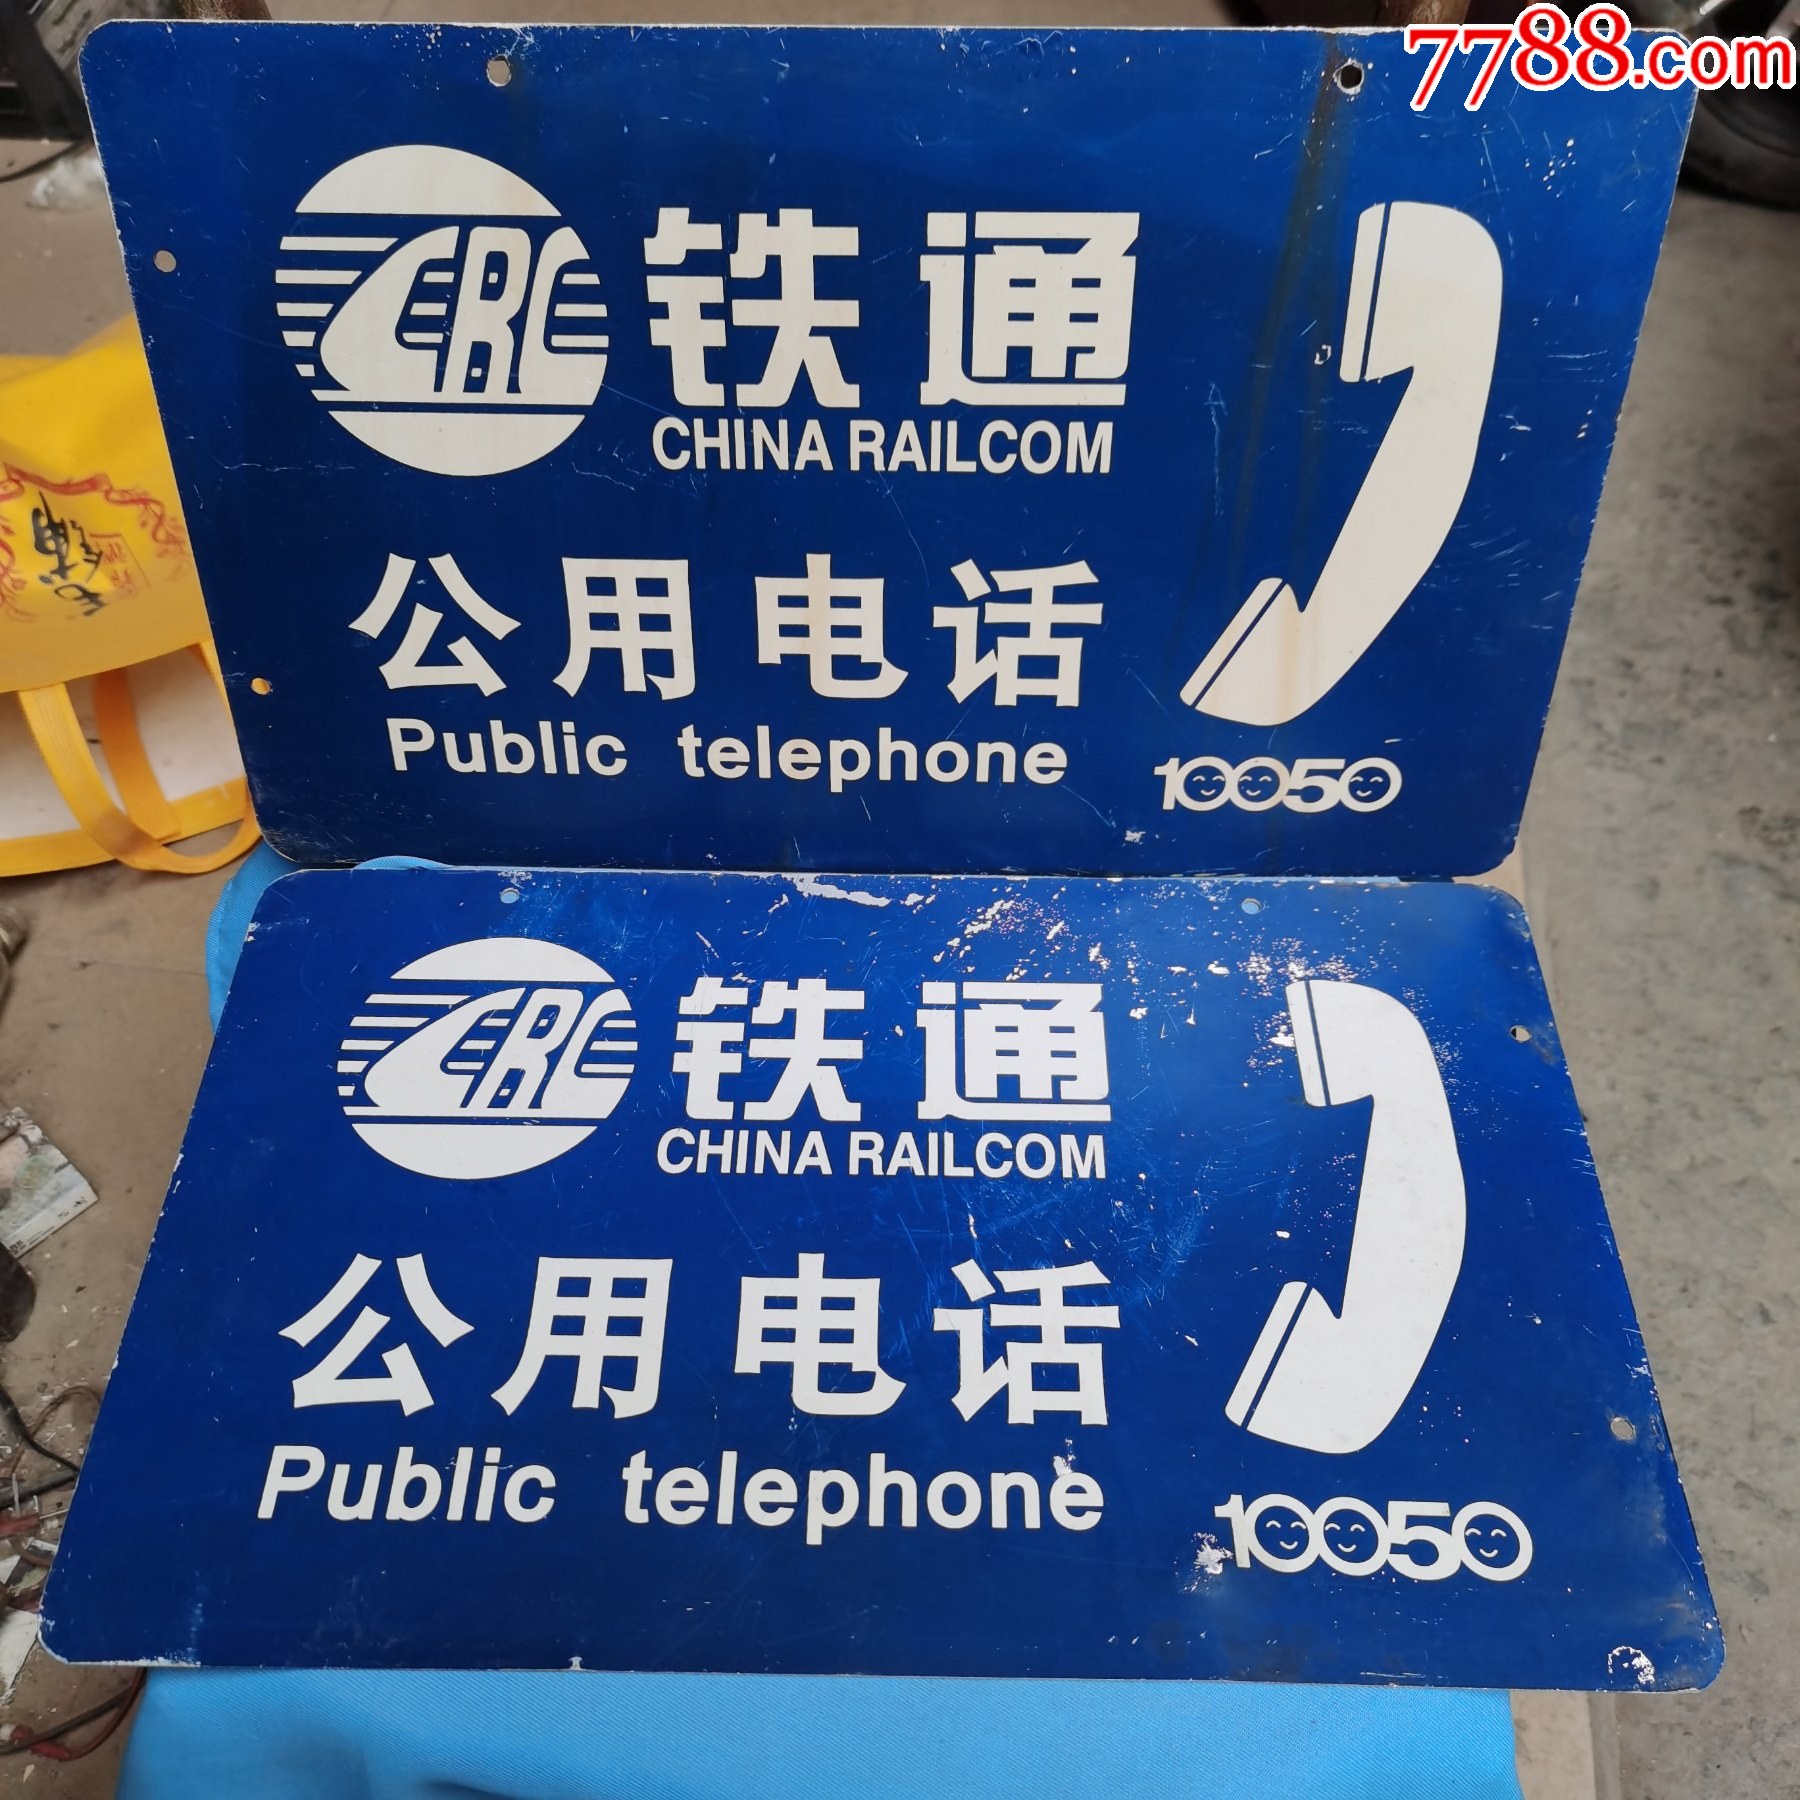 7788.com
CRC 铁通
CHINA RAILCOM
公用电话
Public telephone
10050
CRC 铁通
CHINA RAILCOM
公用电话
Public telephone
10050